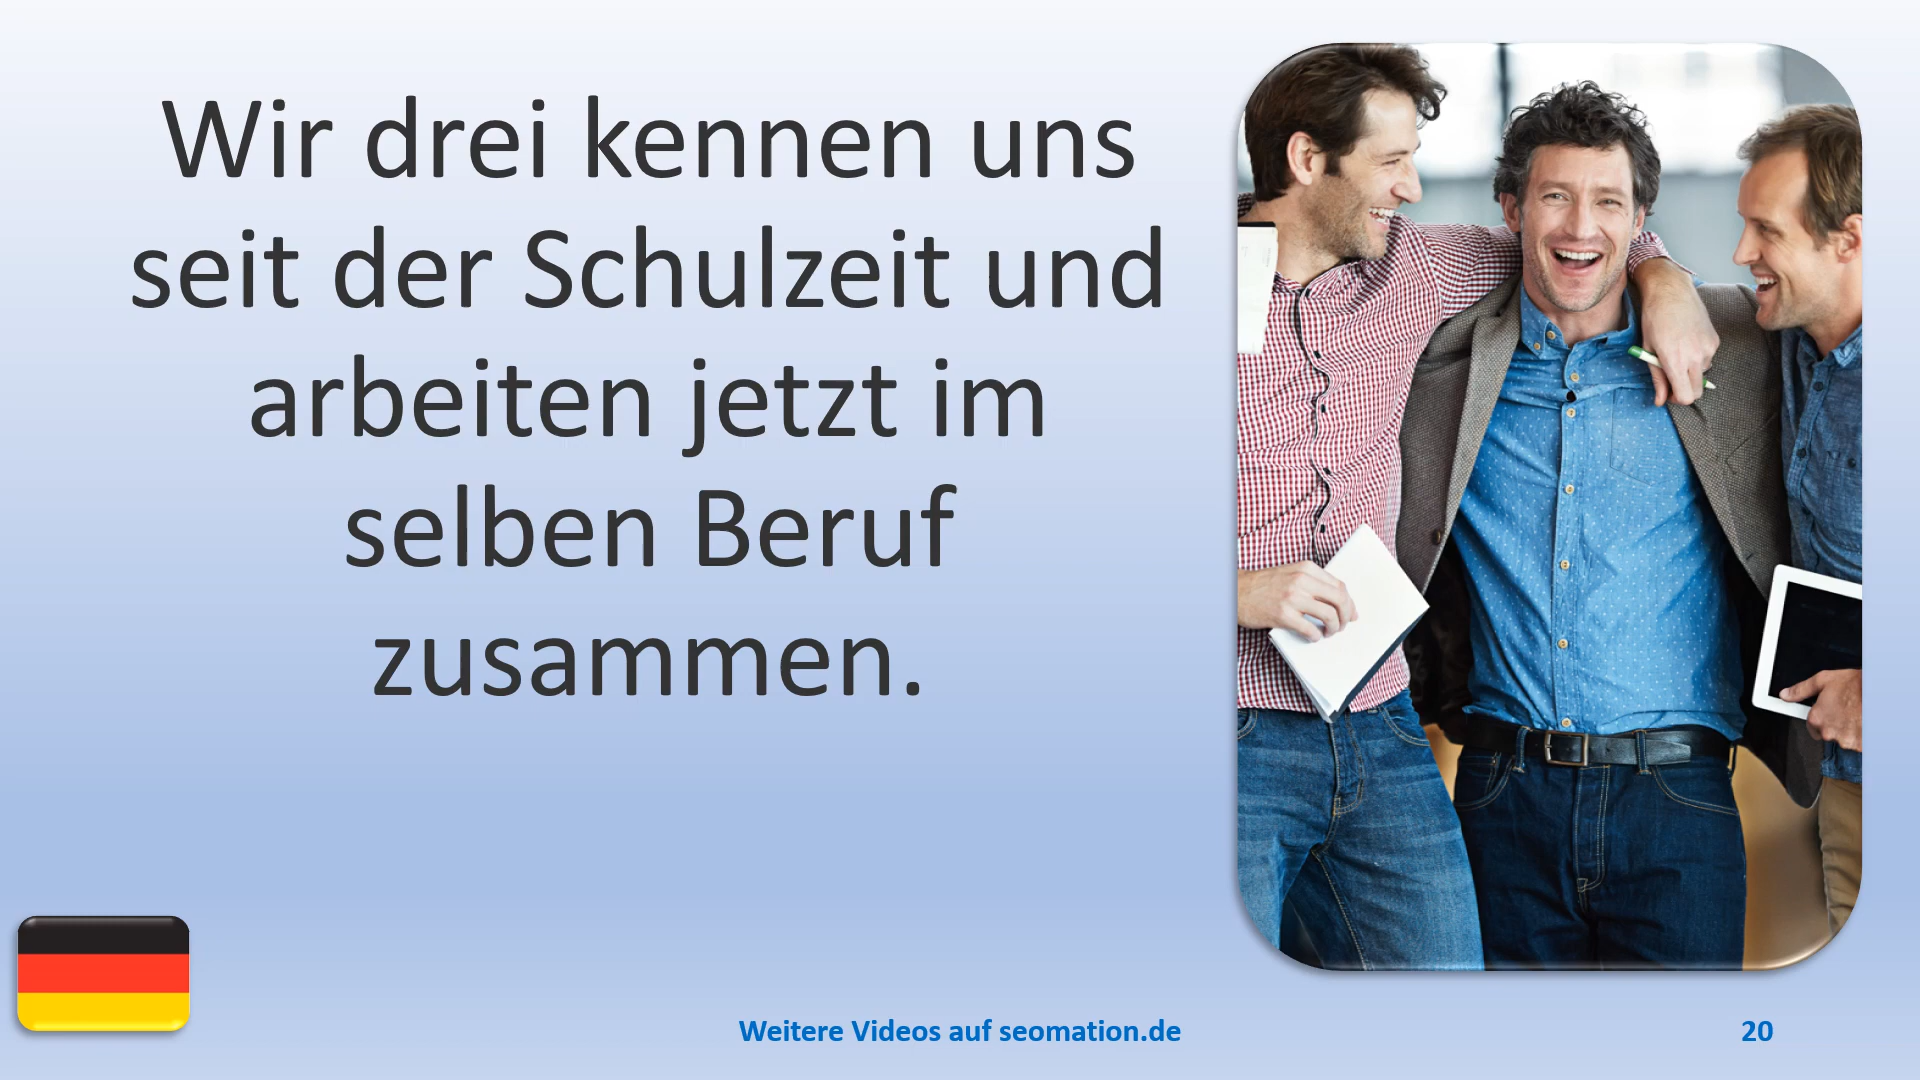 Wir drei kennen uns
seit der Schulzeit und
arbeiten jetzt im
selben Beruf
zusammen.
Weitere Videos auf seomation.de
20